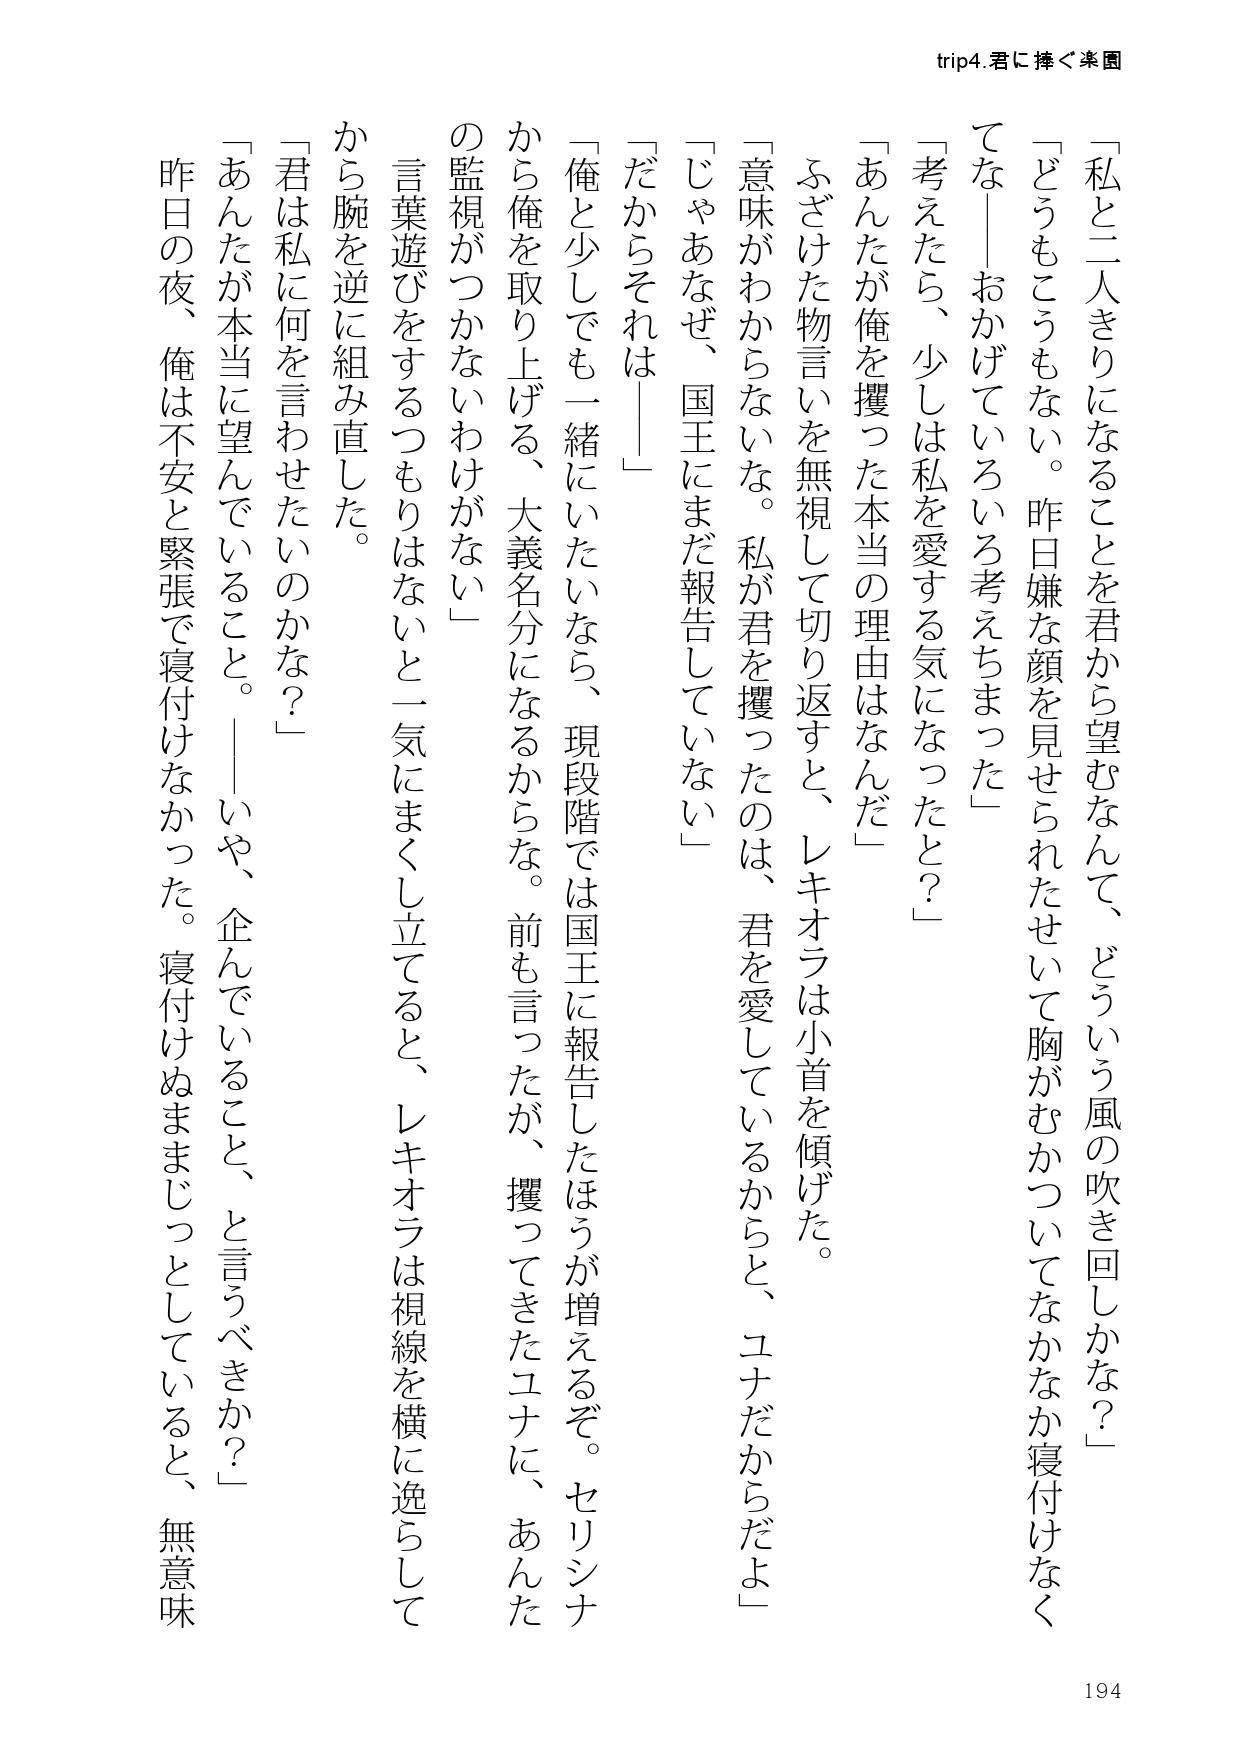 trip4.君に捧ぐ楽園
「私と二人きりになることを君から望むなんて、どういう風の吹き回しかな？」
「どうもこうもない。昨日嫌な顔を見せられたせいで胸がむかついてなかなか寝付けなく
てな――おかげでいろいろ考えちまった」
「考えたら、少しは私を愛する気になったと？」
「あんたが俺を攫った本当の理由はなんだ」
　ふざけた物言いを無視して切り返すと、レキオラは小首を傾げた。
「意味がわからないな。私が君を攫ったのは、君を愛しているからと、ユナだからだよ」
「じゃあなぜ、国王にまだ報告していない」
「だからそれは――」
「俺と少しでも一緒にいたいなら、現段階では国王に報告したほうが増えるぞ。セリシナ
から俺を取り上げる、大義名分になるからな。前も言ったが、攫ってきたユナに、あんた
の監視がつかないわけがない」
　言葉遊びをするつもりはないと一気にまくし立てると、レキオラは視線を横に逸らして
から腕を逆に組み直した。
「君は私に何を言わせたいのかな？」
「あんたが本当に望んでいること。――いや、企んでいること、と言うべきか？」
　昨日の夜、俺は不安と緊張で寝付けなかった。寝付けぬままじっとしていると、無意味
194